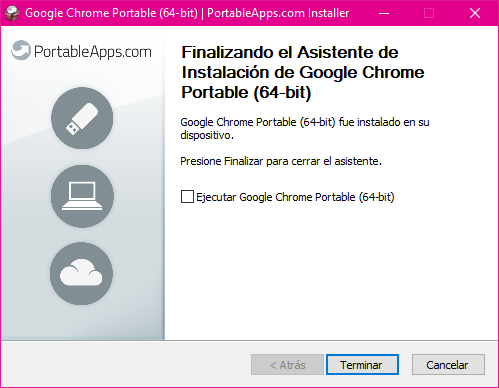 Google Chrome Portable (64-bit) | PortableApps.com Installer
PortableApps.com
Finalizando el Asistente de
Instalación de Google Chrome
Portable (64-bit)
Google Chrome Portable (64-bit) fue instalado en su
dispositivo.
Presione Finalizar para cerrar el asistente.
Ejecutar Google Chrome Portable (64-bit)
< Atrás
Terminar
Cancelar